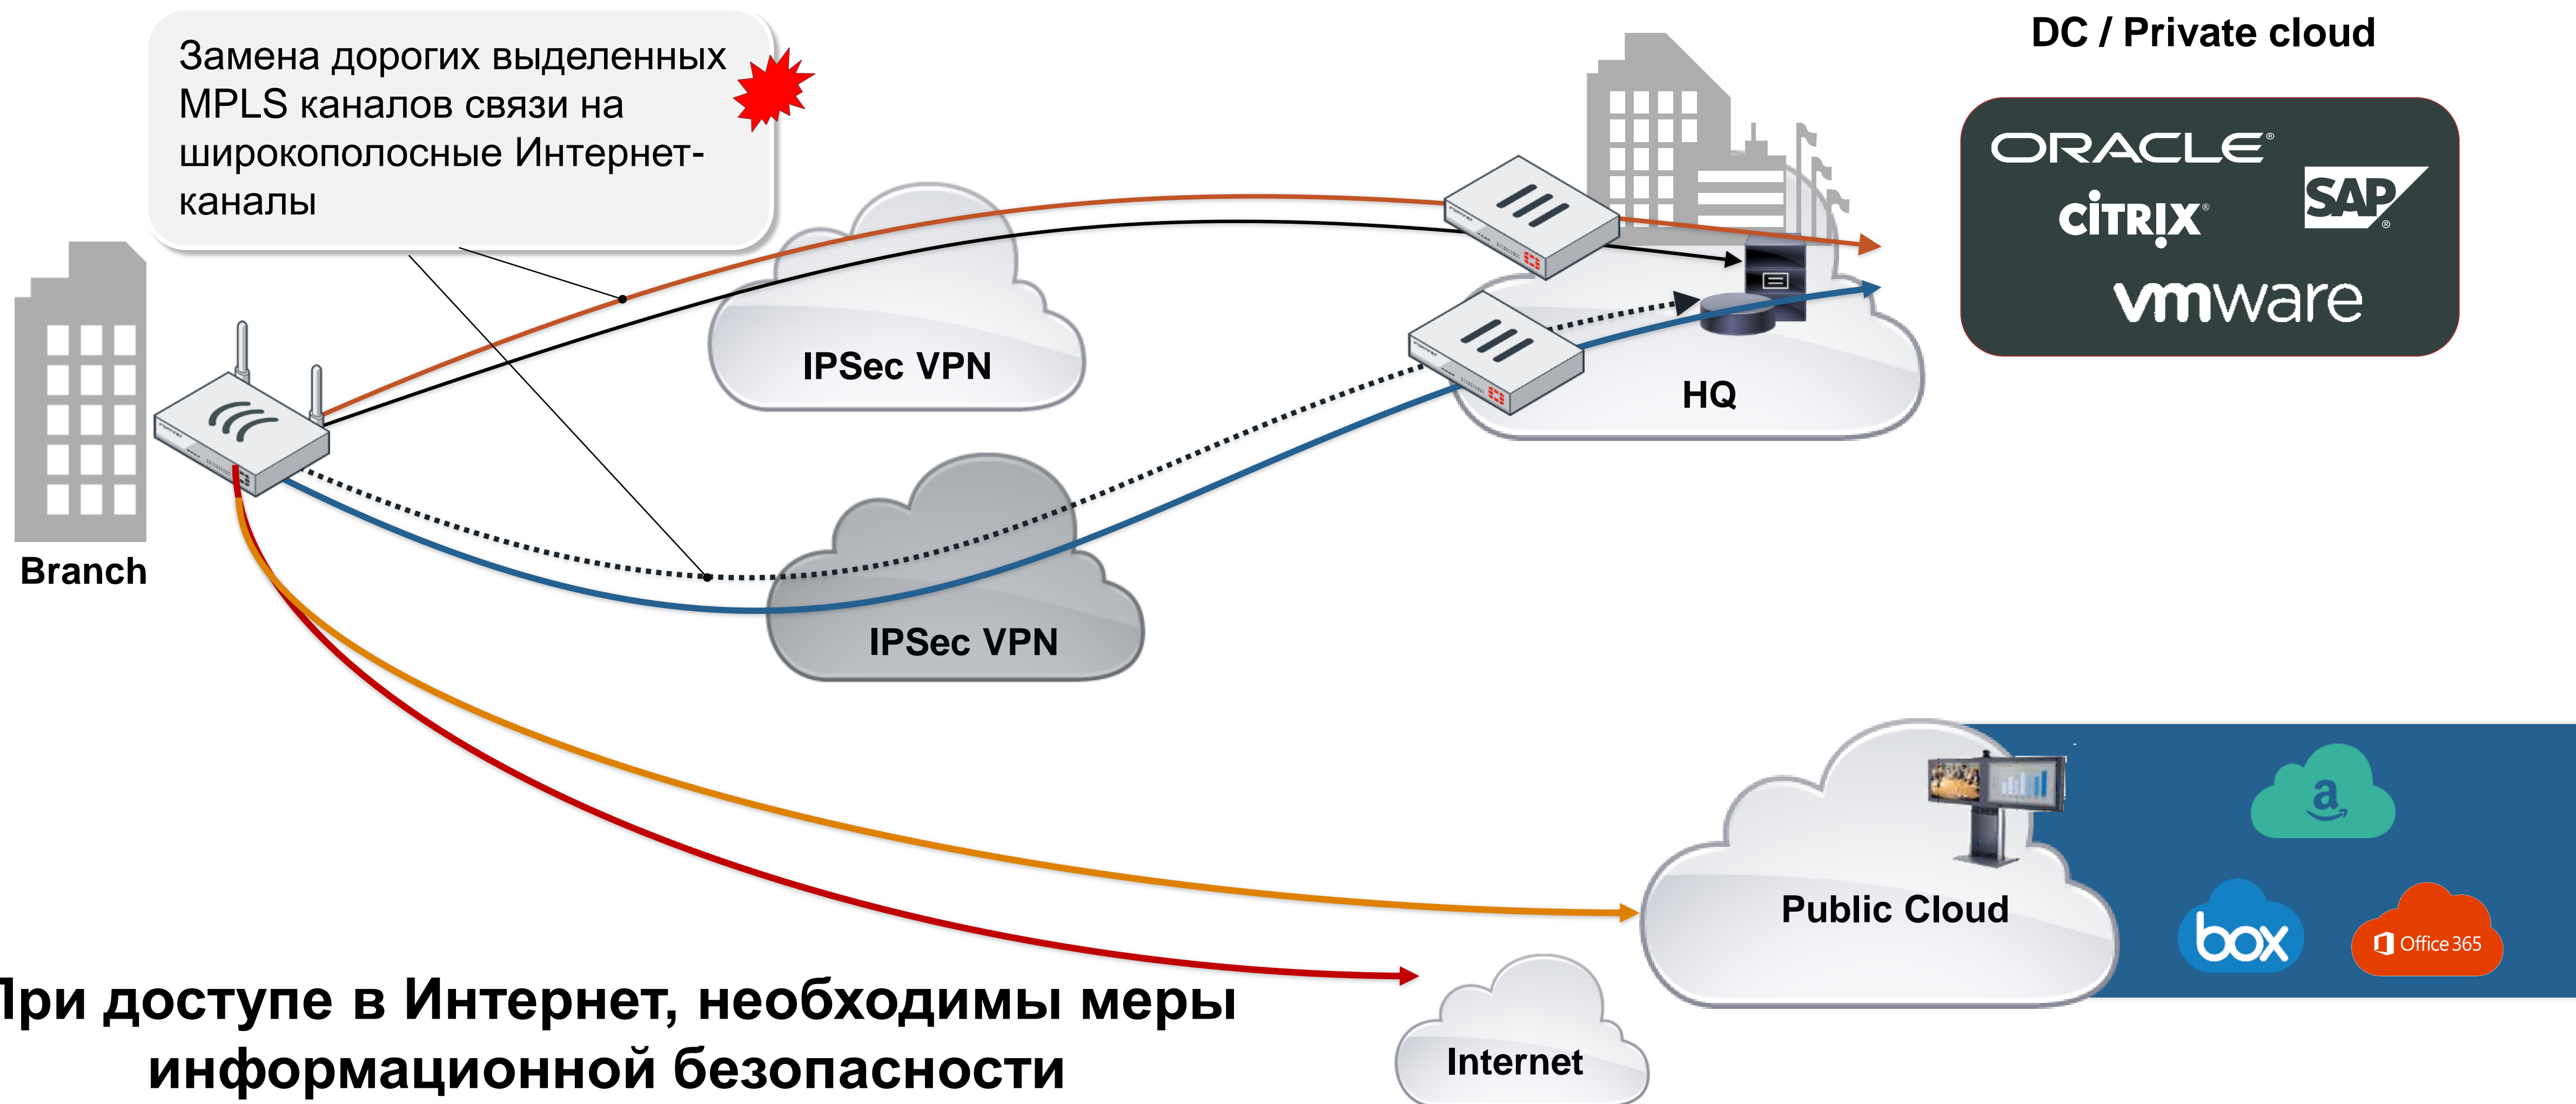 Замена дорогих выделенных
MPLS каналов связи на
широкополосные Интернет-
каналы
DC / Private cloud
ORACLE®
CITRIX®
SAP®
vmware
IPSec VPN
HQ
Branch
IPSec VPN
Public Cloud
a
box
Office 365
При доступе в Интернет, необходимы меры
информационной безопасности
Internet